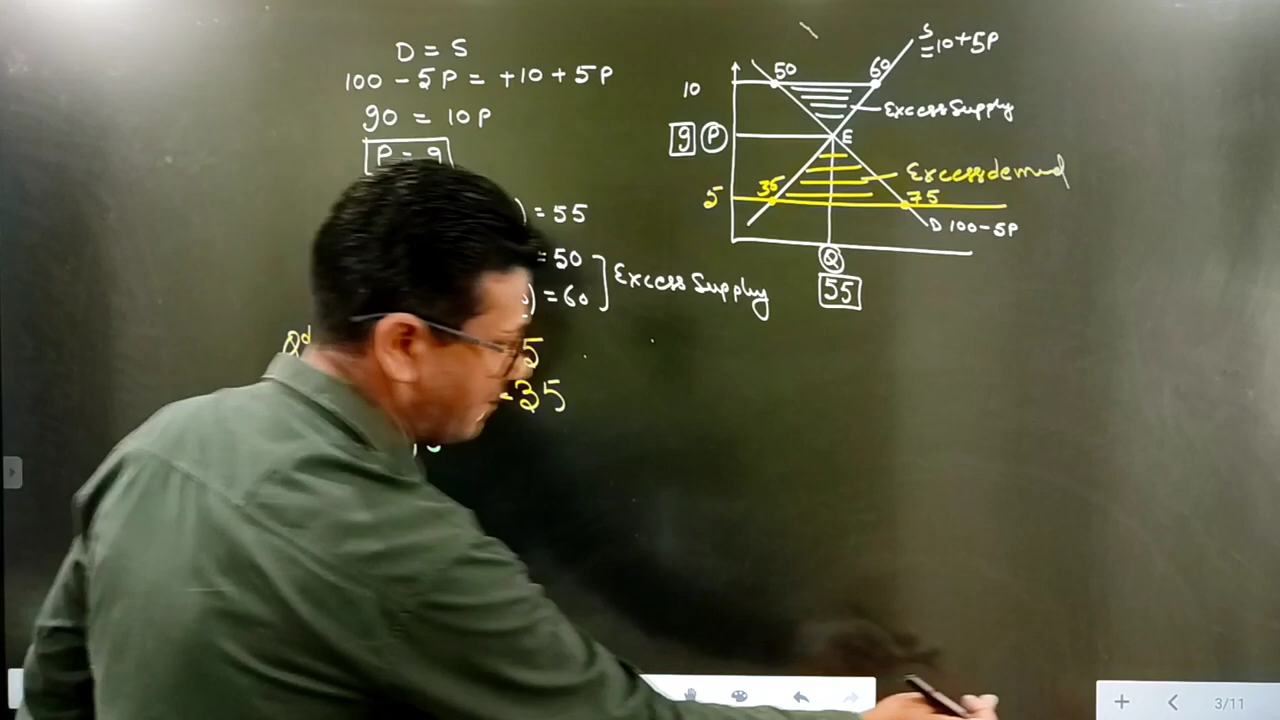 D = S
100 - 5P = +10 + 5P
90 = 10P
P = 9
) = 55
= 50
) = 60
Excess Supply
Qd
5
= 35
S = 10+5P
50
60
10
Excess Supply
9 P
E
Excess demand
35
5
75
D 100-5P
Q
55
3/11